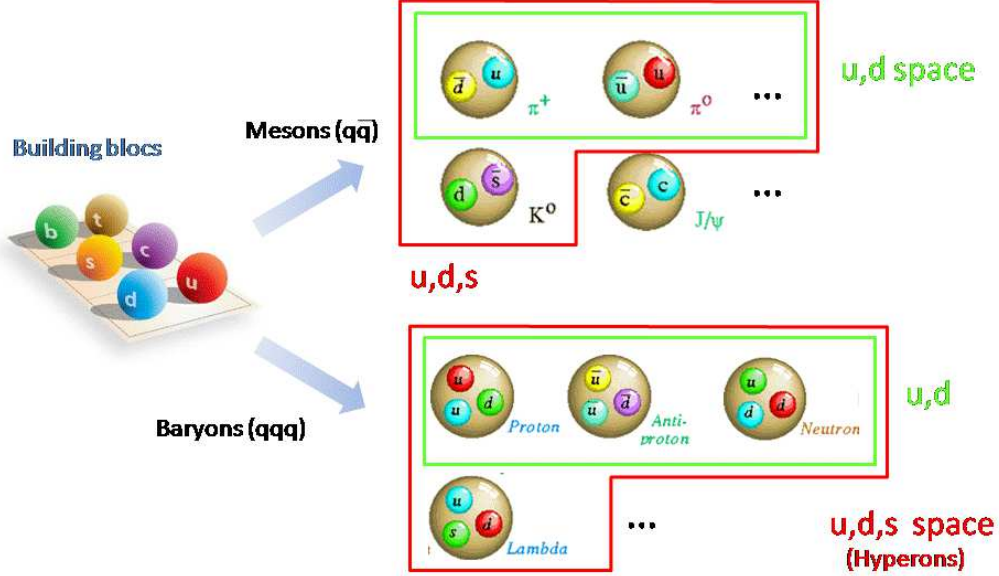 u,d space
d̅ u
π⁺
u̅ u
π⁰
...
Mesons (qq̅)
Building blocs
d s̅
K⁰
c̅ c
J/ψ
...
b t
s c
d u
u,d,s
Baryons (qqq)
u u d
Proton
u̅ u̅ d̅
Anti-
proton
u d d
Neutron
u,d
u s d
Lambda
...
u,d,s space
(Hyperons)